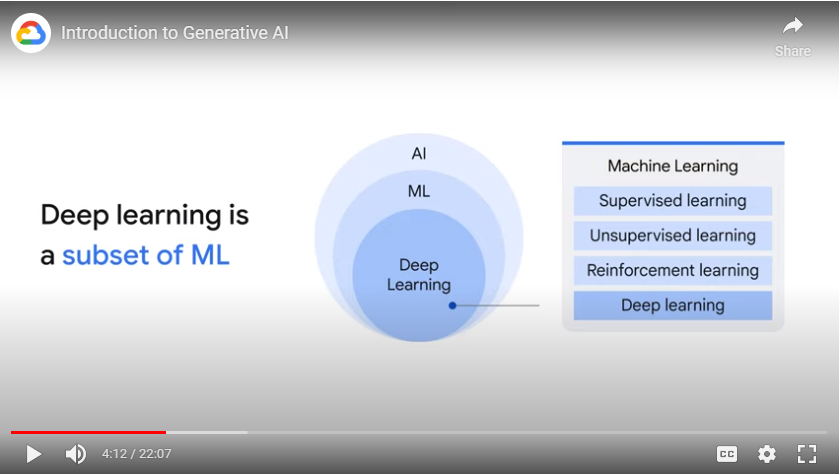 Introduction to Generative AI
Share
Deep learning is
a subset of ML
AI
ML
Deep
Learning
Machine Learning
Supervised learning
Unsupervised learning
Reinforcement learning
Deep learning
4:12 / 22:07
CC